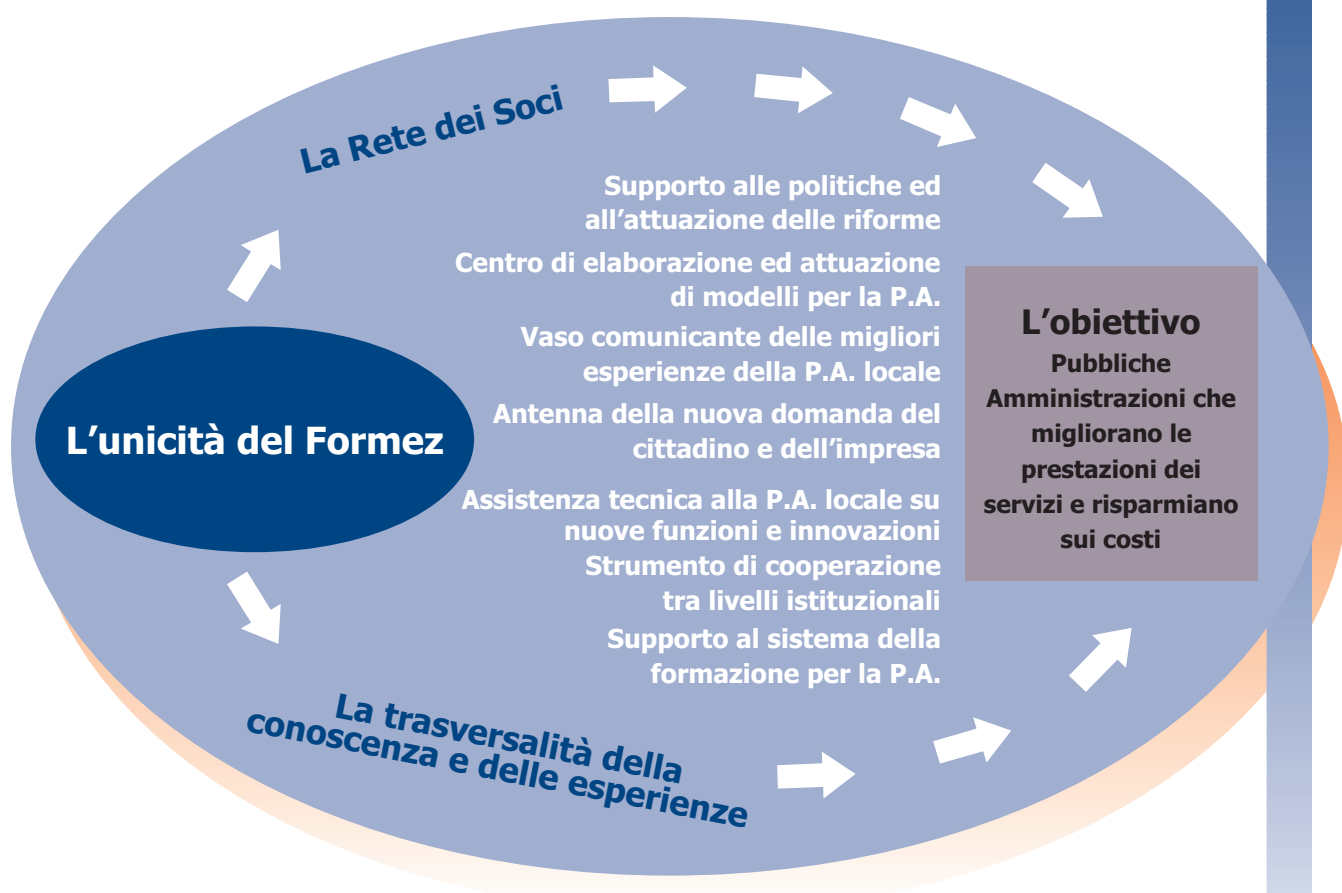 La Rete dei Soci
Supporto alle politiche ed
all’attuazione delle riforme
Centro di elaborazione ed attuazione
di modelli per la P.A.
Vaso comunicante delle migliori
esperienze della P.A. locale
Antenna della nuova domanda del
cittadino e dell’impresa
Assistenza tecnica alla P.A. locale su
nuove funzioni e innovazioni
Strumento di cooperazione
tra livelli istituzionali
Supporto al sistema della
formazione per la P.A.
L’unicità del Formez
L’obiettivo
Pubbliche
Amministrazioni che
migliorano le
prestazioni dei
servizi e risparmiano
sui costi
La trasversalità della
conoscenza e delle esperienze